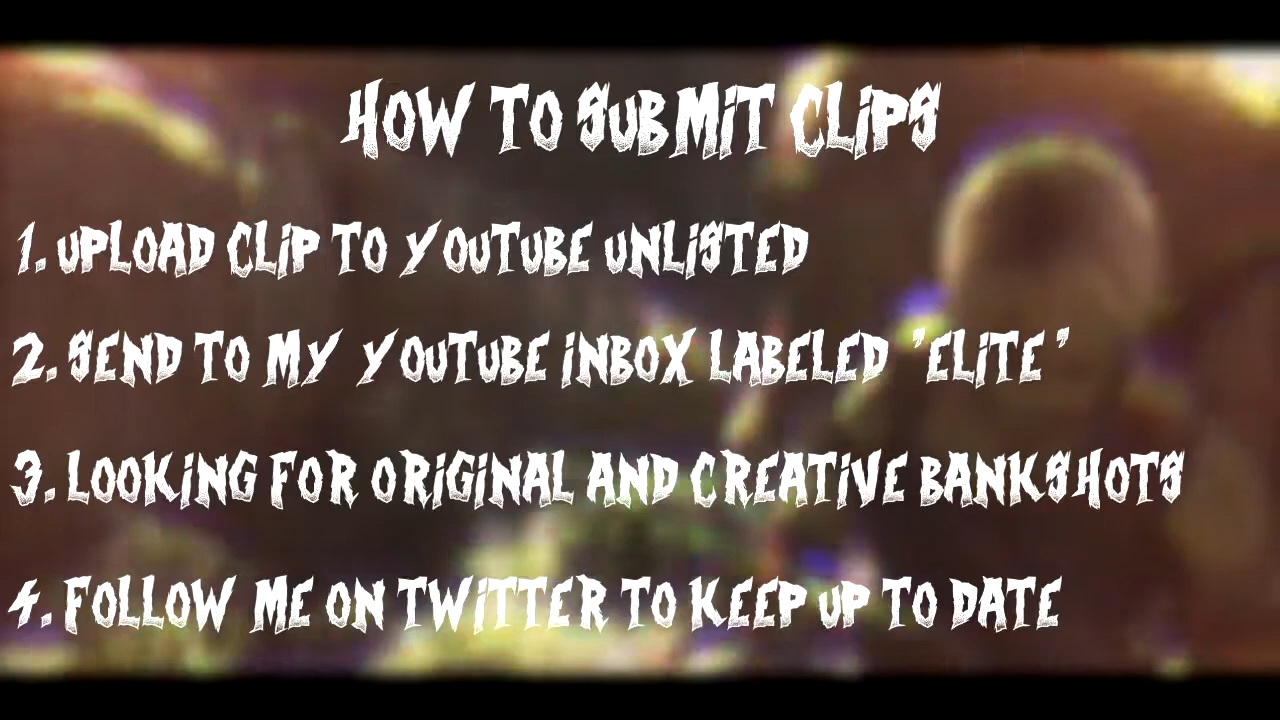 HOW TO SUBMIT CLIPS
1. UPLOAD CLIP TO YOUTUBE UNLISTED
2. SEND TO MY YOUTUBE INBOX LABELED "ELITE"
3. LOOKING FOR ORIGINAL AND CREATIVE BANKSHOTS
4. FOLLOW ME ON TWITTER TO KEEP UP TO DATE